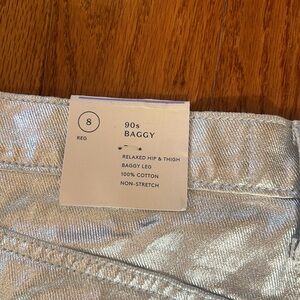 8
REG
90s
BAGGY
RELAXED HIP & THIGH
BAGGY LEG
100% COTTON
NON-STRETCH